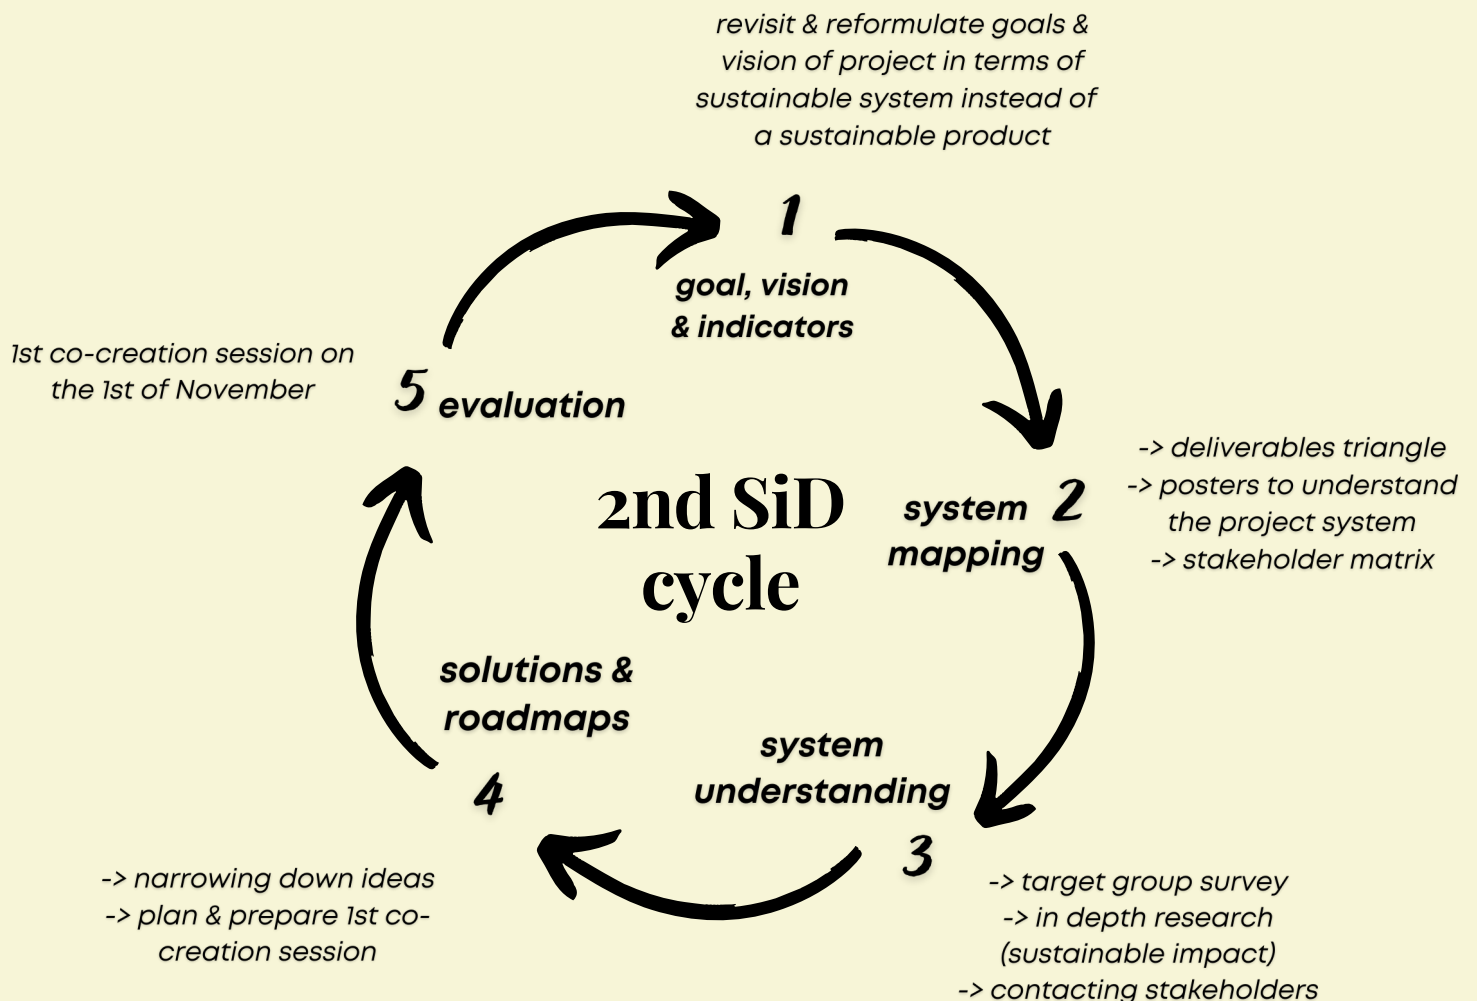 revisit & reformulate goals &
vision of project in terms of
sustainable system instead of
a sustainable product
1
goal, vision
& indicators
1st co-creation session on
the 1st of November
5 evaluation
2nd SiD
cycle
system 2
mapping
-> deliverables triangle
-> posters to understand
the project system
-> stakeholder matrix
system
understanding
3
-> target group survey
-> in depth research
(sustainable impact)
-> contacting stakeholders
solutions &
roadmaps
4
-> narrowing down ideas
-> plan & prepare 1st co-
creation session